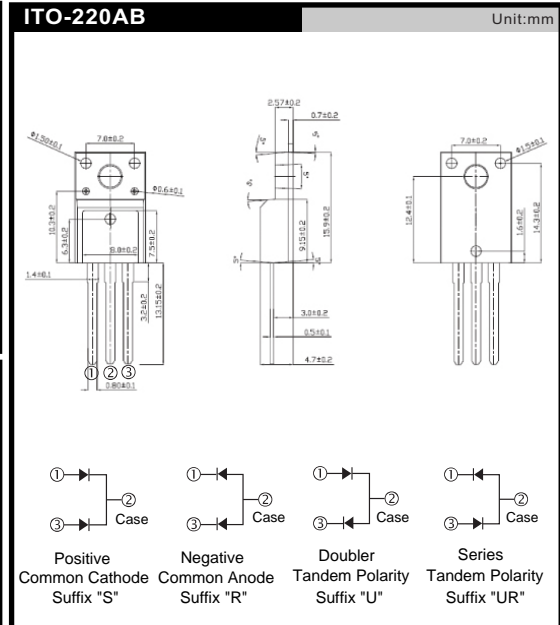 ITO-220AB
Unit:mm
2.57±0.2
0.7±0.2
Φ1.50±0.1
7.0±0.2
7.0±0.2
Φ1.5±0.1
Φ0.6±0.1
10.3±0.2
6.3±0.2
8.0±0.2
7.5±0.2
9.15±0.2
15.9±0.2
12.4±0.1
1.6±0.2
14.3±0.2
1.4±0.1
3.2±0.2
13.15±0.2
3.0±0.2
0.5±0.1
4.7±0.2
① ② ③
0.80±0.1
① ① ① ①
② ② ② ②
③ Case ③ Case ③ Case ③ Case
Positive Negative Doubler Series
Common Cathode Common Anode Tandem Polarity Tandem Polarity
Suffix "S" Suffix "R" Suffix "U" Suffix "UR"